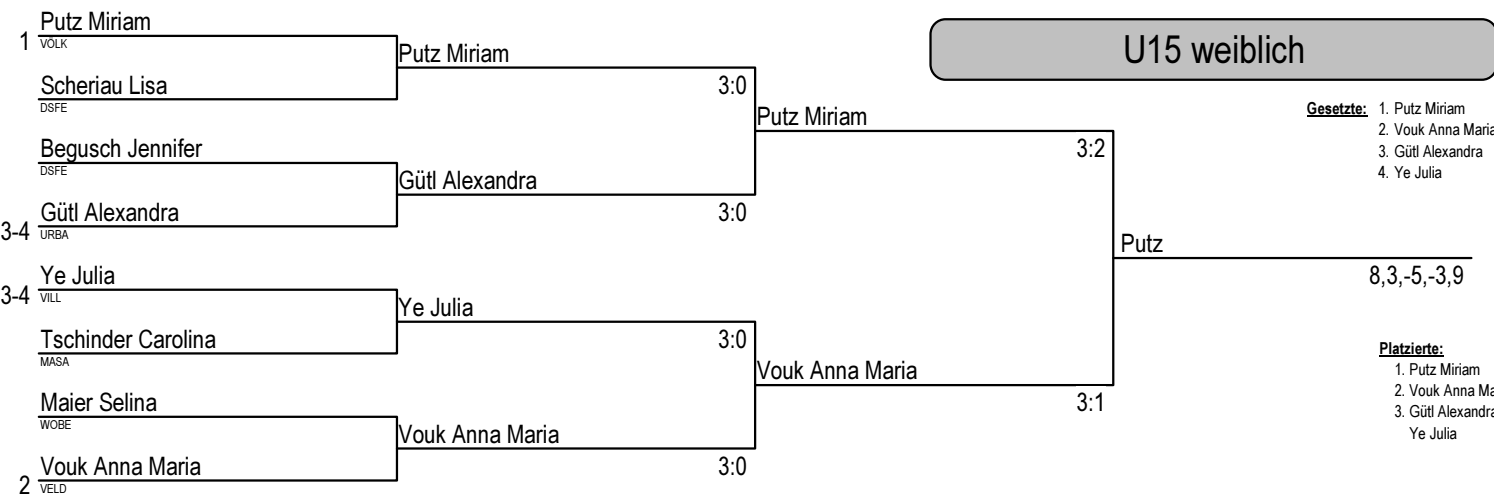 U15 weiblich
1 Putz Miriam
VÖLK
Scheriau Lisa
DSFE
Begusch Jennifer
DSFE
3-4 Gütl Alexandra
URBA
3-4 Ye Julia
VILL
Tschinder Carolina
MASA
Maier Selina
WOBE
2 Vouk Anna Maria
VELD
Putz Miriam
3:0
Gütl Alexandra
3:0
Ye Julia
3:0
Vouk Anna Maria
3:0
Putz Miriam
3:2
Vouk Anna Maria
3:1
Putz
8,3,-5,-3,9
Gesetzte: 1. Putz Miriam
2. Vouk Anna Maria
3. Gütl Alexandra
4. Ye Julia
Platzierte:
1. Putz Miriam
2. Vouk Anna Ma
3. Gütl Alexandra
Ye Julia